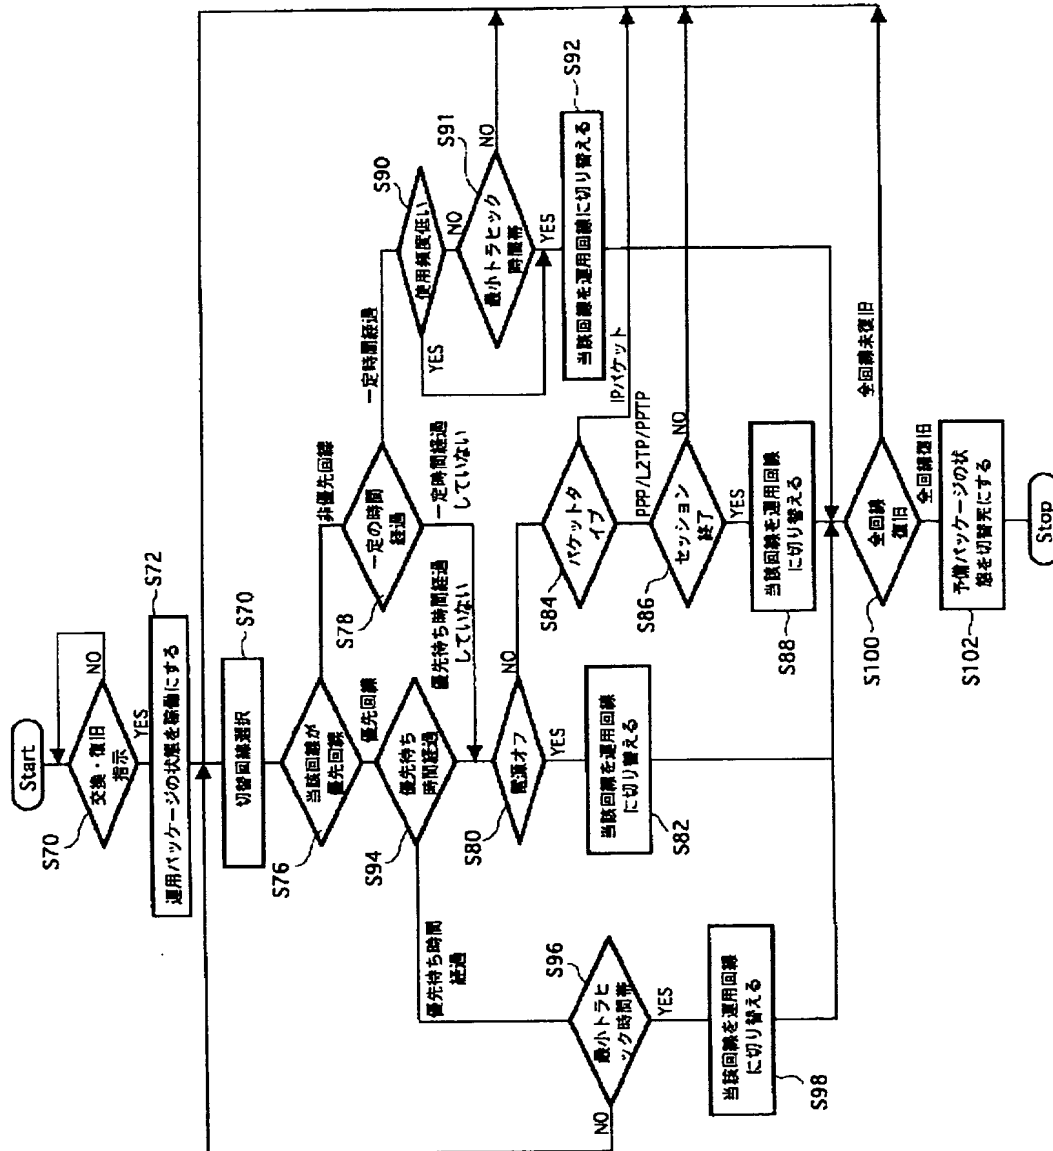 Start
交換・復旧
指示
S70
NO
YES
運用パッケージの状態を稼働にする
S72
切替回線選択
S70
当該回線が
優先回線
S76
非優先回線
優先回線
一定の時間
経過
S78
一定時間経過
一定時間経過
していない
優先待ち
時間経過
S94
優先待ち時間
経過
優先待ち時間経過
していない
使用頻度低い
S90
YES
NO
最小トラヒック
時間帯
S91
NO
YES
当該回線を運用回線に切り替える
S92
電源オフ
S80
NO
YES
当該回線を運用回線
に切り替える
S82
パケットタ
イプ
S84
IPパケット
PPP/L2TP/PPTP
セッション
終了
S86
NO
YES
当該回線を運用回線
に切り替える
S88
最小トラヒ
ック時間帯
S96
NO
YES
当該回線を運用回線
に切り替える
S98
全回線
復旧
S100
全回線未復旧
全回線復旧
予備パッケージの状
態を切替元にする
S102
Stop